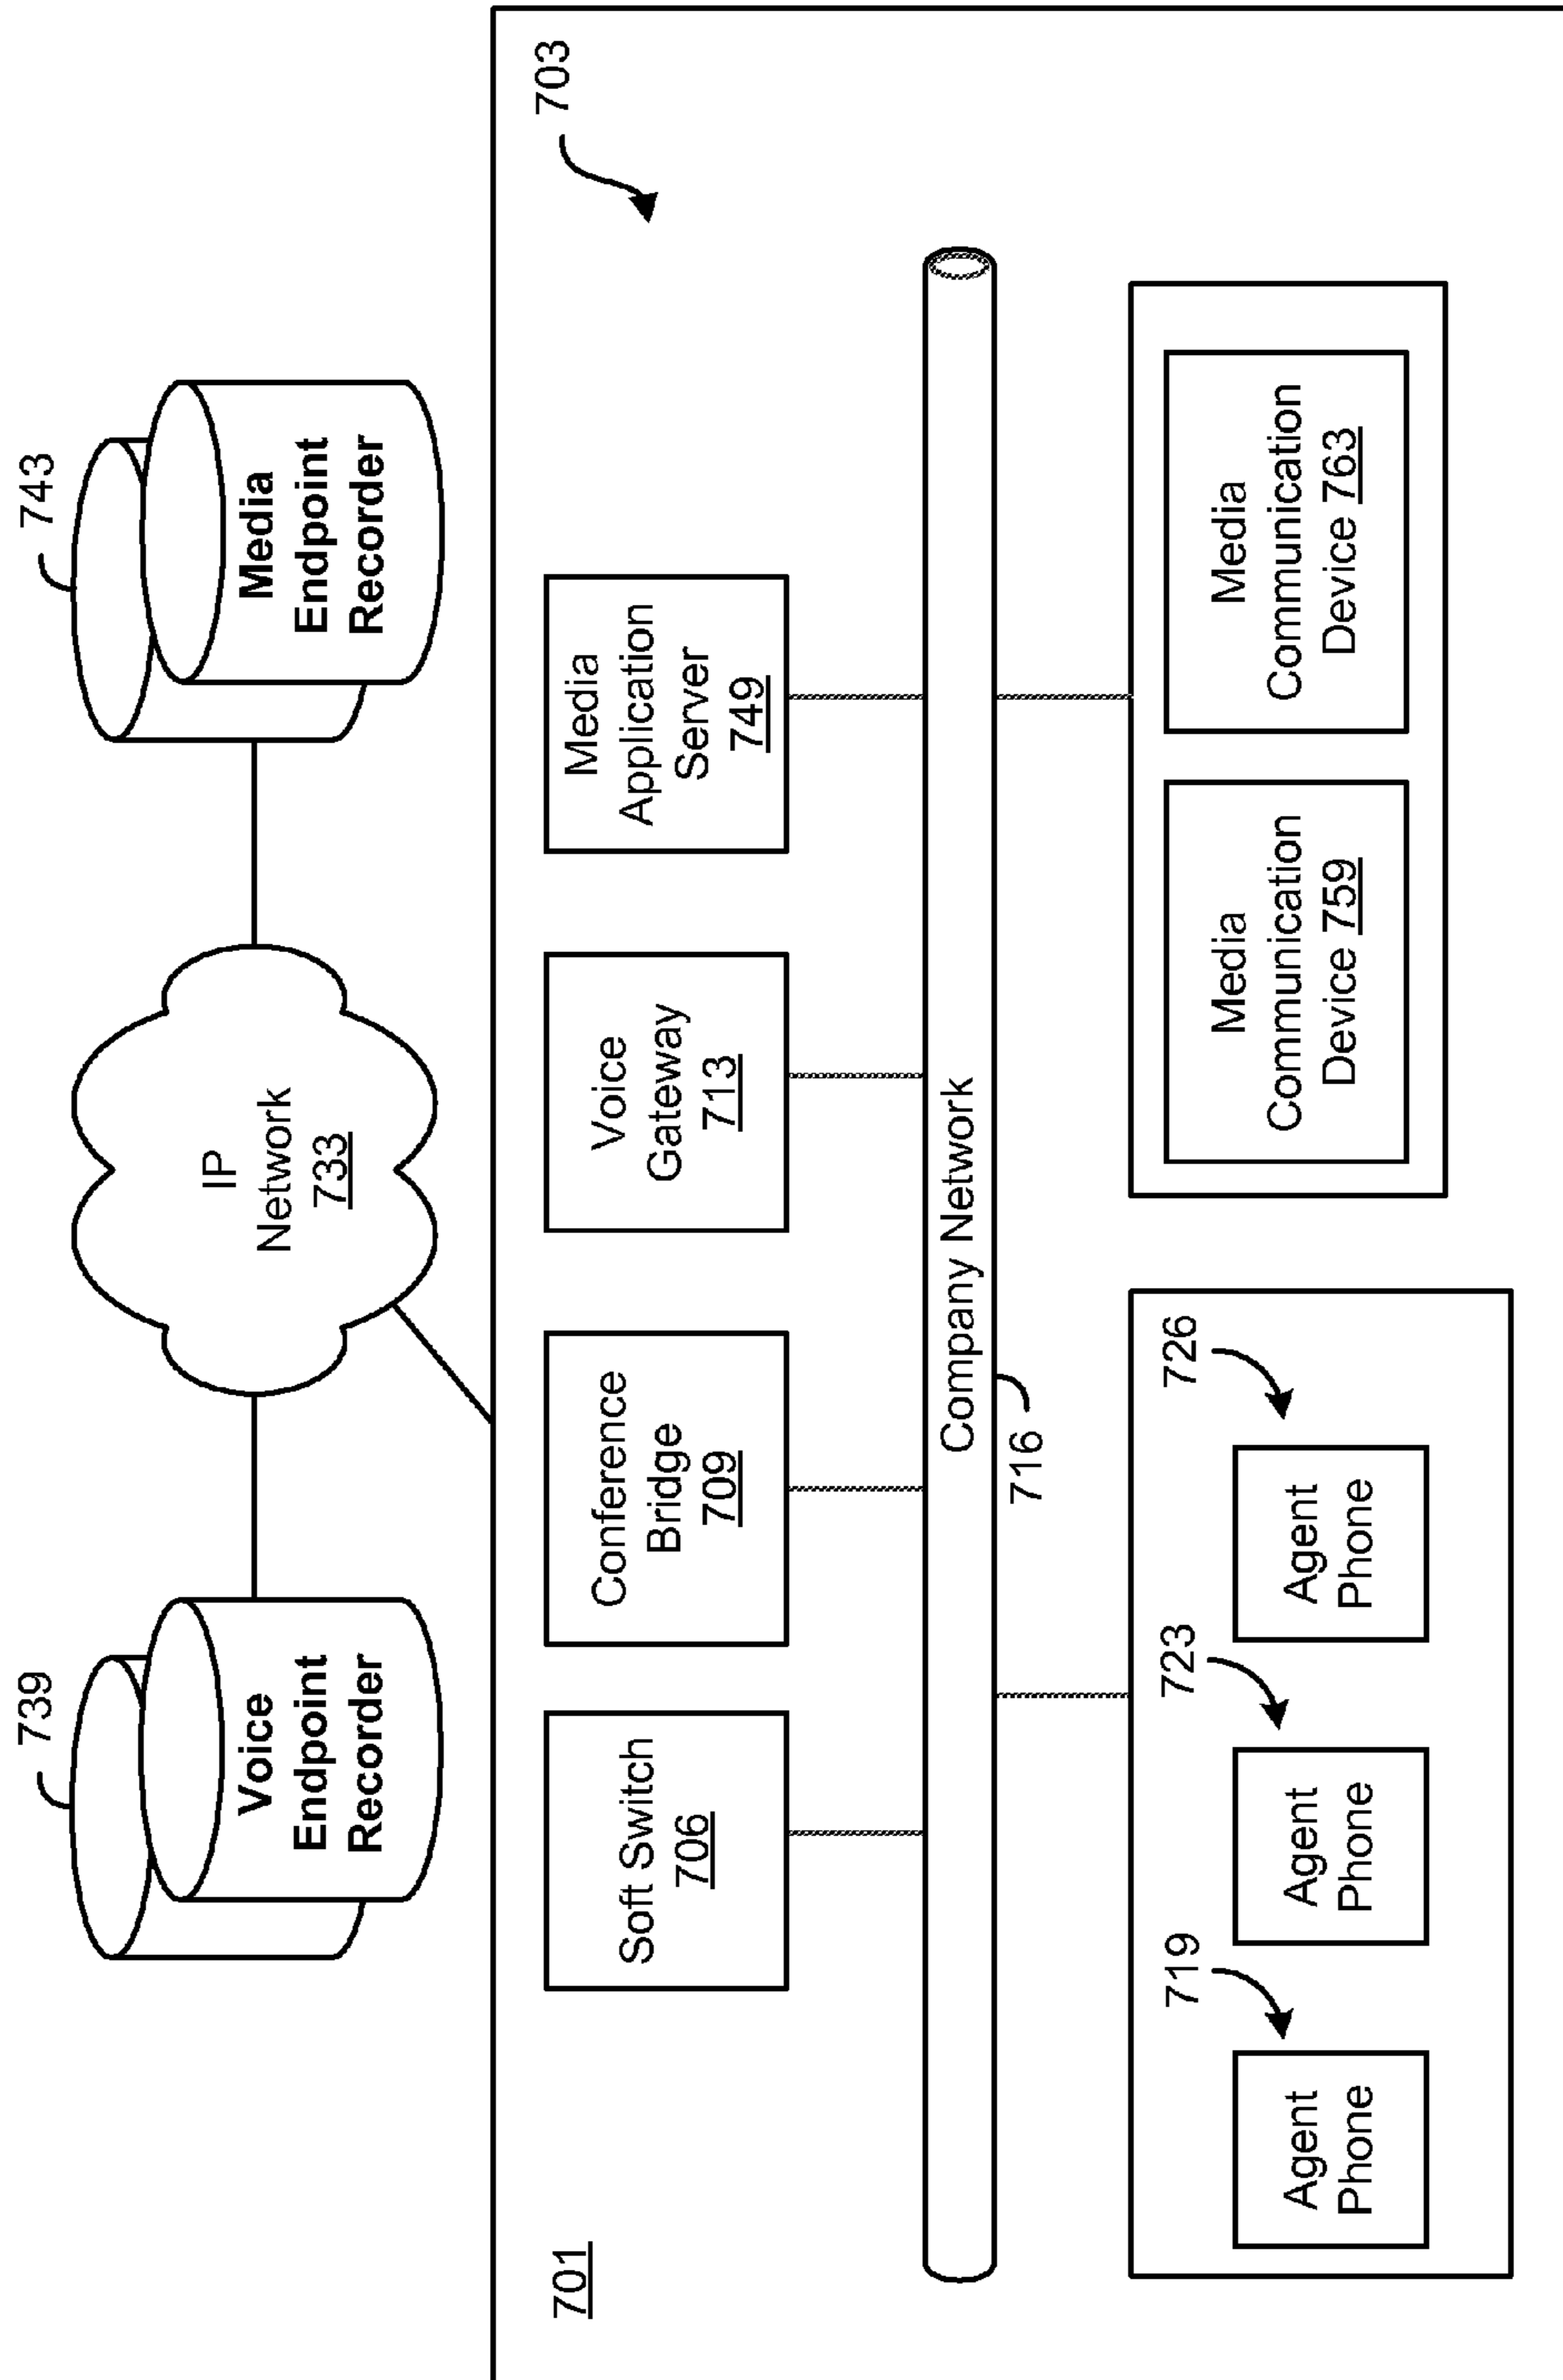 739
743
Voice
Endpoint
Recorder
IP
Network
733
Media
Endpoint
Recorder
701
703
Soft Switch
706
Conference
Bridge
709
Voice
Gateway
713
Media
Application
Server
749
Company Network
716
719
723
726
Agent
Phone
Agent
Phone
Agent
Phone
Media
Communication
Device 759
Media
Communication
Device 763